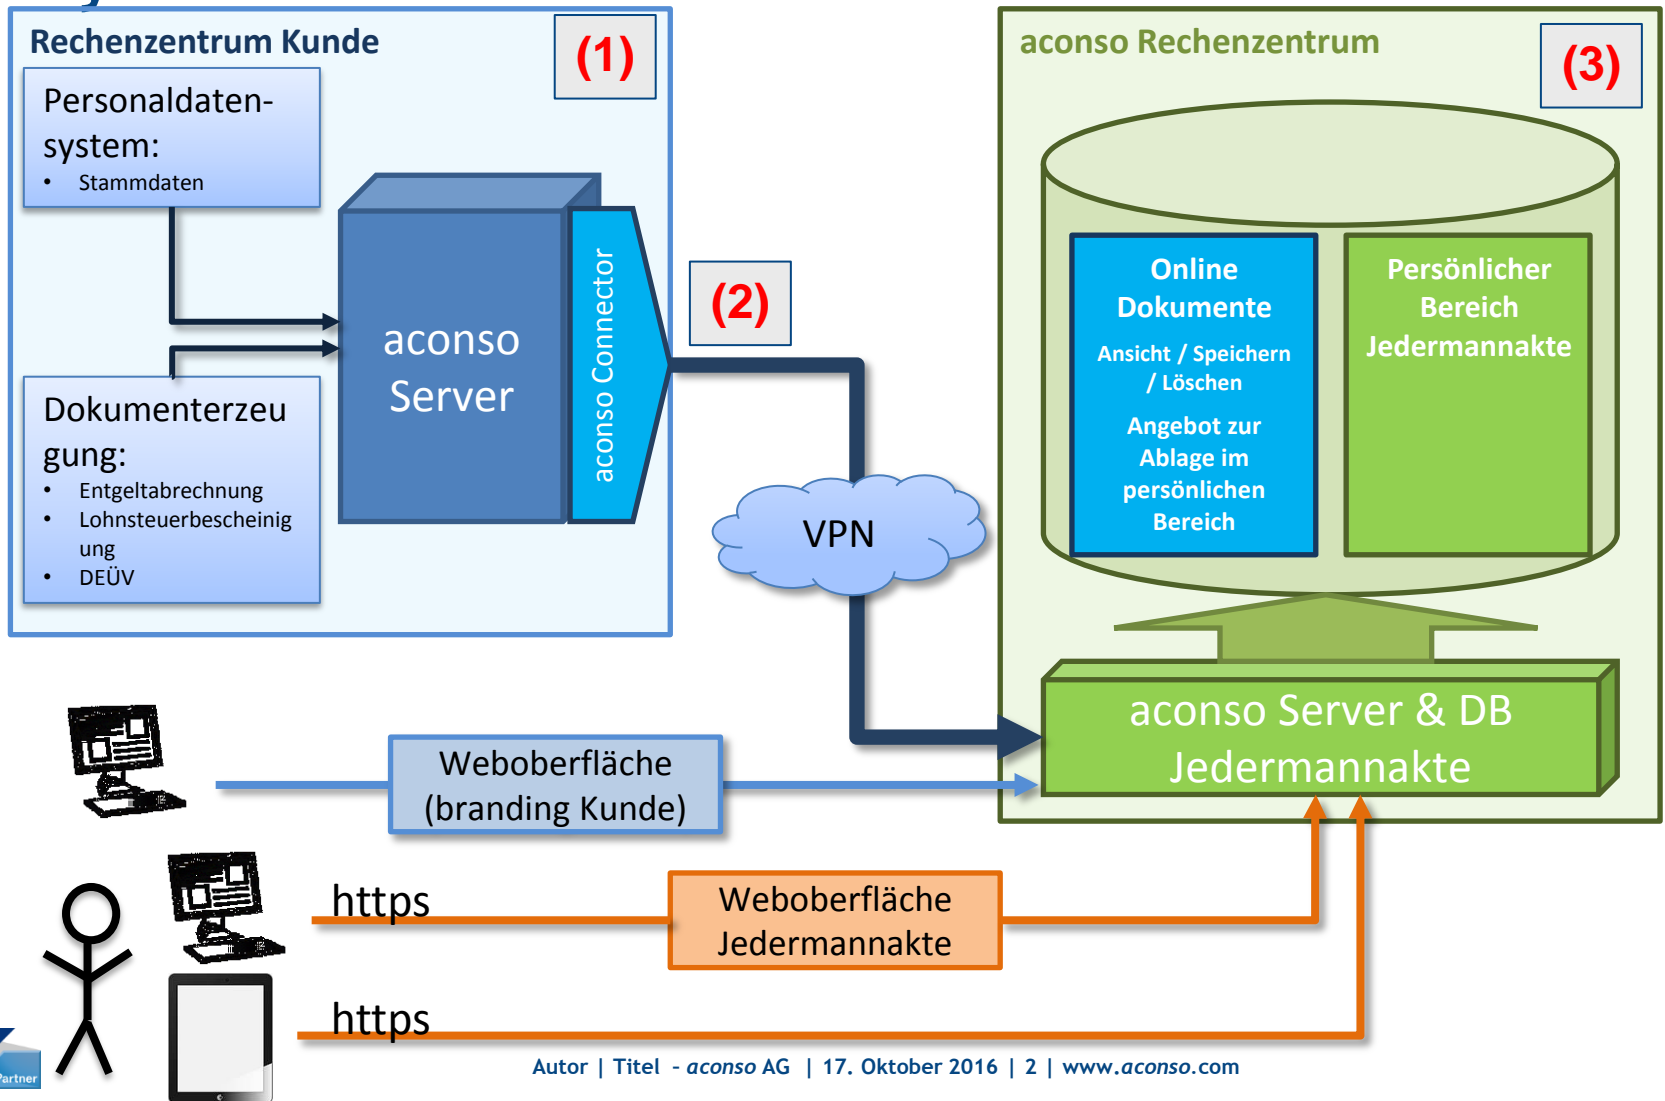 Rechenzentrum Kunde
(1)
Personaldaten-
system:
• Stammdaten
Dokumenterzeu
gung:
• Entgeltabrechnung
• Lohnsteuerbescheinig
ung
• DEÜV
aconso
Server
aconso Connector
(2)
VPN
aconso Rechenzentrum
(3)
Online
Dokumente
Ansicht / Speichern
/ Löschen
Angebot zur
Ablage im
persönlichen
Bereich
Persönlicher
Bereich
Jedermannakte
aconso Server & DB
Jedermannakte
Weboberfläche
(branding Kunde)
https
Weboberfläche
Jedermannakte
https
Partner
Autor | Titel - aconso AG | 17. Oktober 2016 | 2 | www.aconso.com